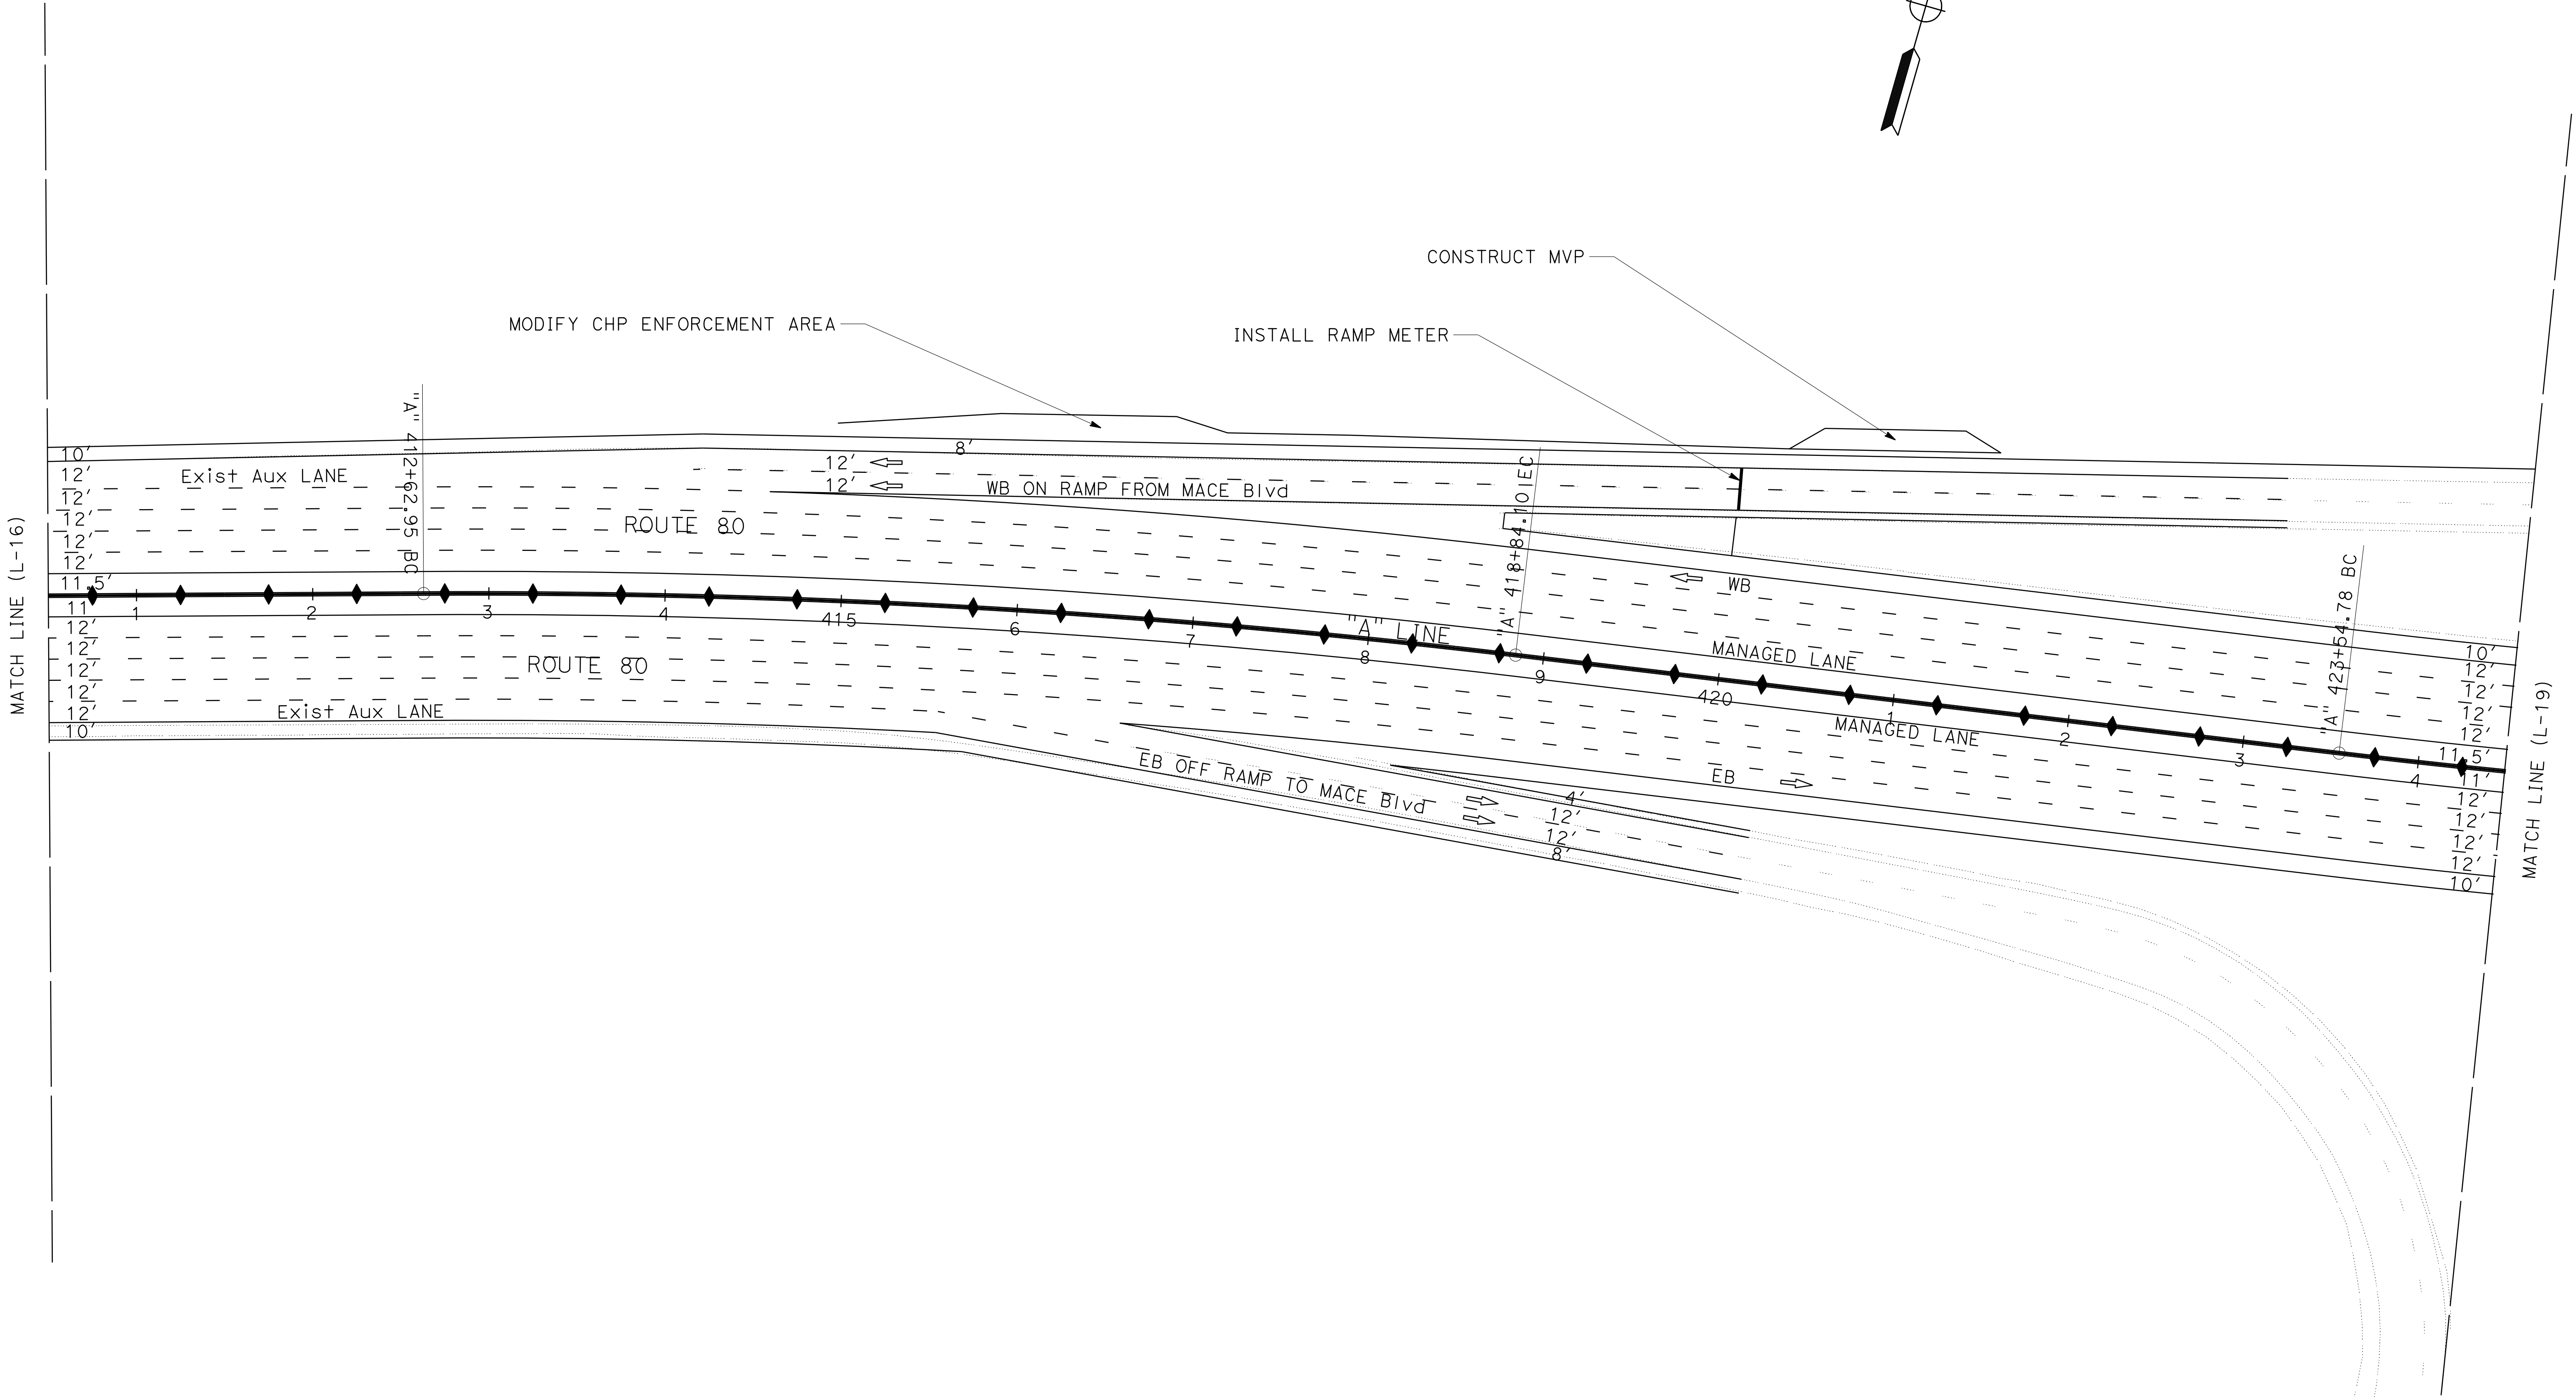 CONSTRUCT MVP
MODIFY CHP ENFORCEMENT AREA
INSTALL RAMP METER
MATCH LINE (L-16)
MATCH LINE (L-19)
"A" 412+62.95 BC
"A" 418+84.10 EC
"A" 423+54.78 BC
10'
12'
12'
12'
12'
12'
11.5'
11'
12'
12'
12'
12'
12'
10'
Exist Aux LANE
ROUTE 80
8'
12'
12'
WB ON RAMP FROM MACE Blvd
WB
MANAGED LANE
"A" LINE
1
2
3
4
415
6
7
8
9
420
1
2
3
4
ROUTE 80
Exist Aux LANE
MANAGED LANE
EB
EB OFF RAMP TO MACE Blvd
4'
12'
12'
8'
10'
12'
12'
12'
12'
11.5'
11'
12'
12'
12'
12'
10'